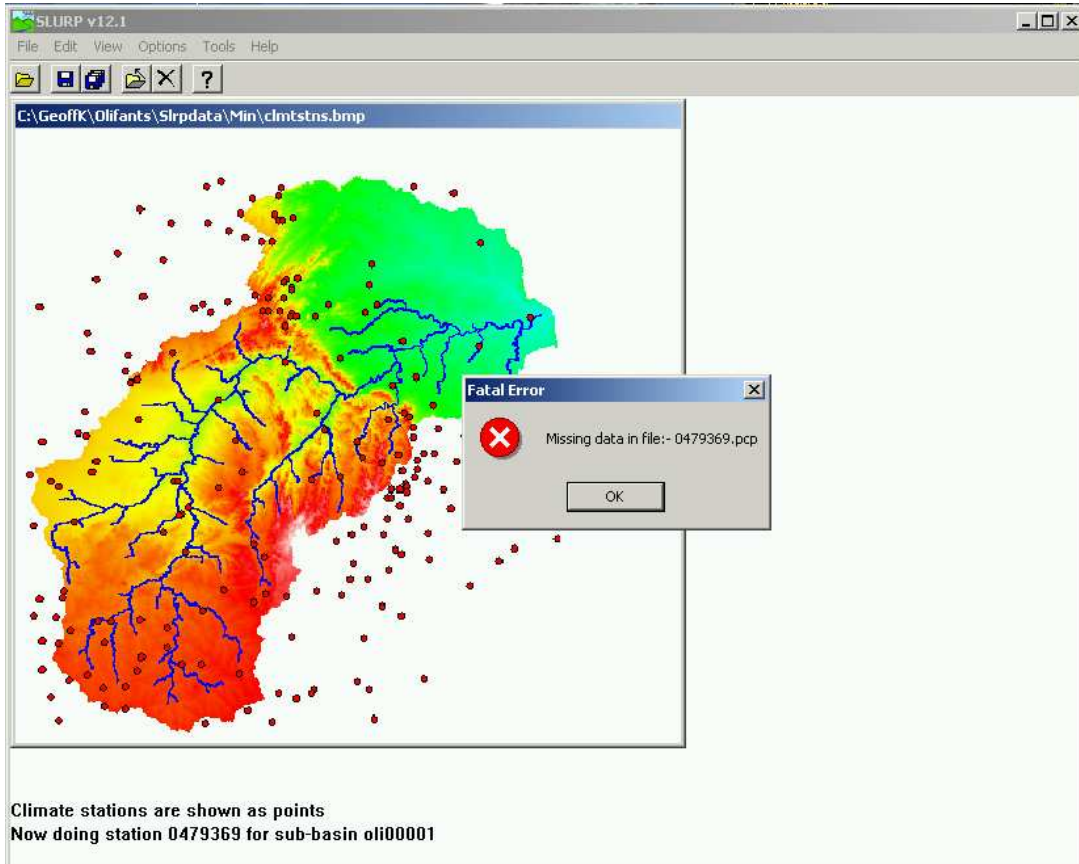 SLURP v12.1
File Edit View Options Tools Help
?
C:\GeoffK\Olifants\Slrpdata\Min\clmtstns.bmp
Fatal Error
Missing data in file:- 0479369.pcp
OK
Climate stations are shown as points
Now doing station 0479369 for sub-basin oli00001